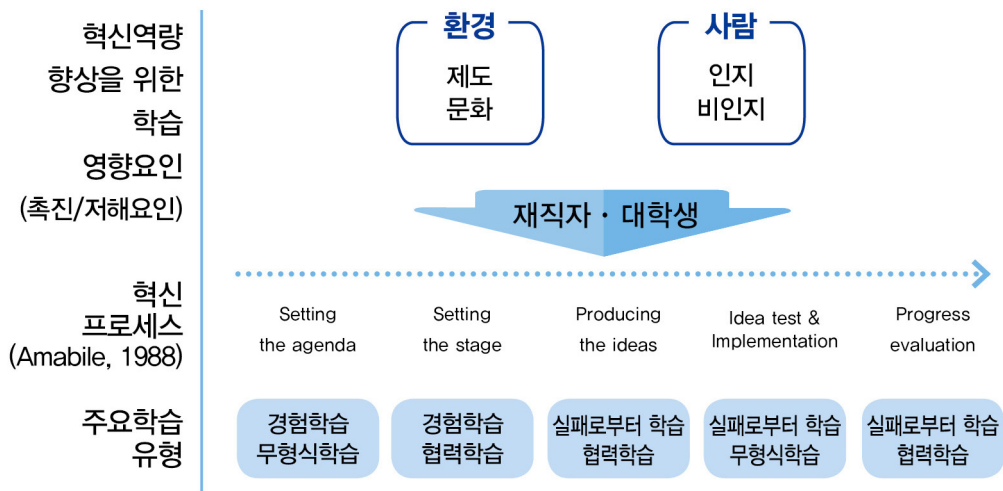 혁신역량
향상을 위한
학습
영향요인
(촉진/저해요인)
환경
제도
문화
사람
인지
비인지
재직자 · 대학생
혁신
프로세스
(Amabile, 1988)
Setting
the agenda
Setting
the stage
Producing
the ideas
Idea test &
Implementation
Progress
evaluation
주요학습
유형
경험학습
무형식학습
경험학습
협력학습
실패로부터 학습
협력학습
실패로부터 학습
무형식학습
실패로부터 학습
협력학습